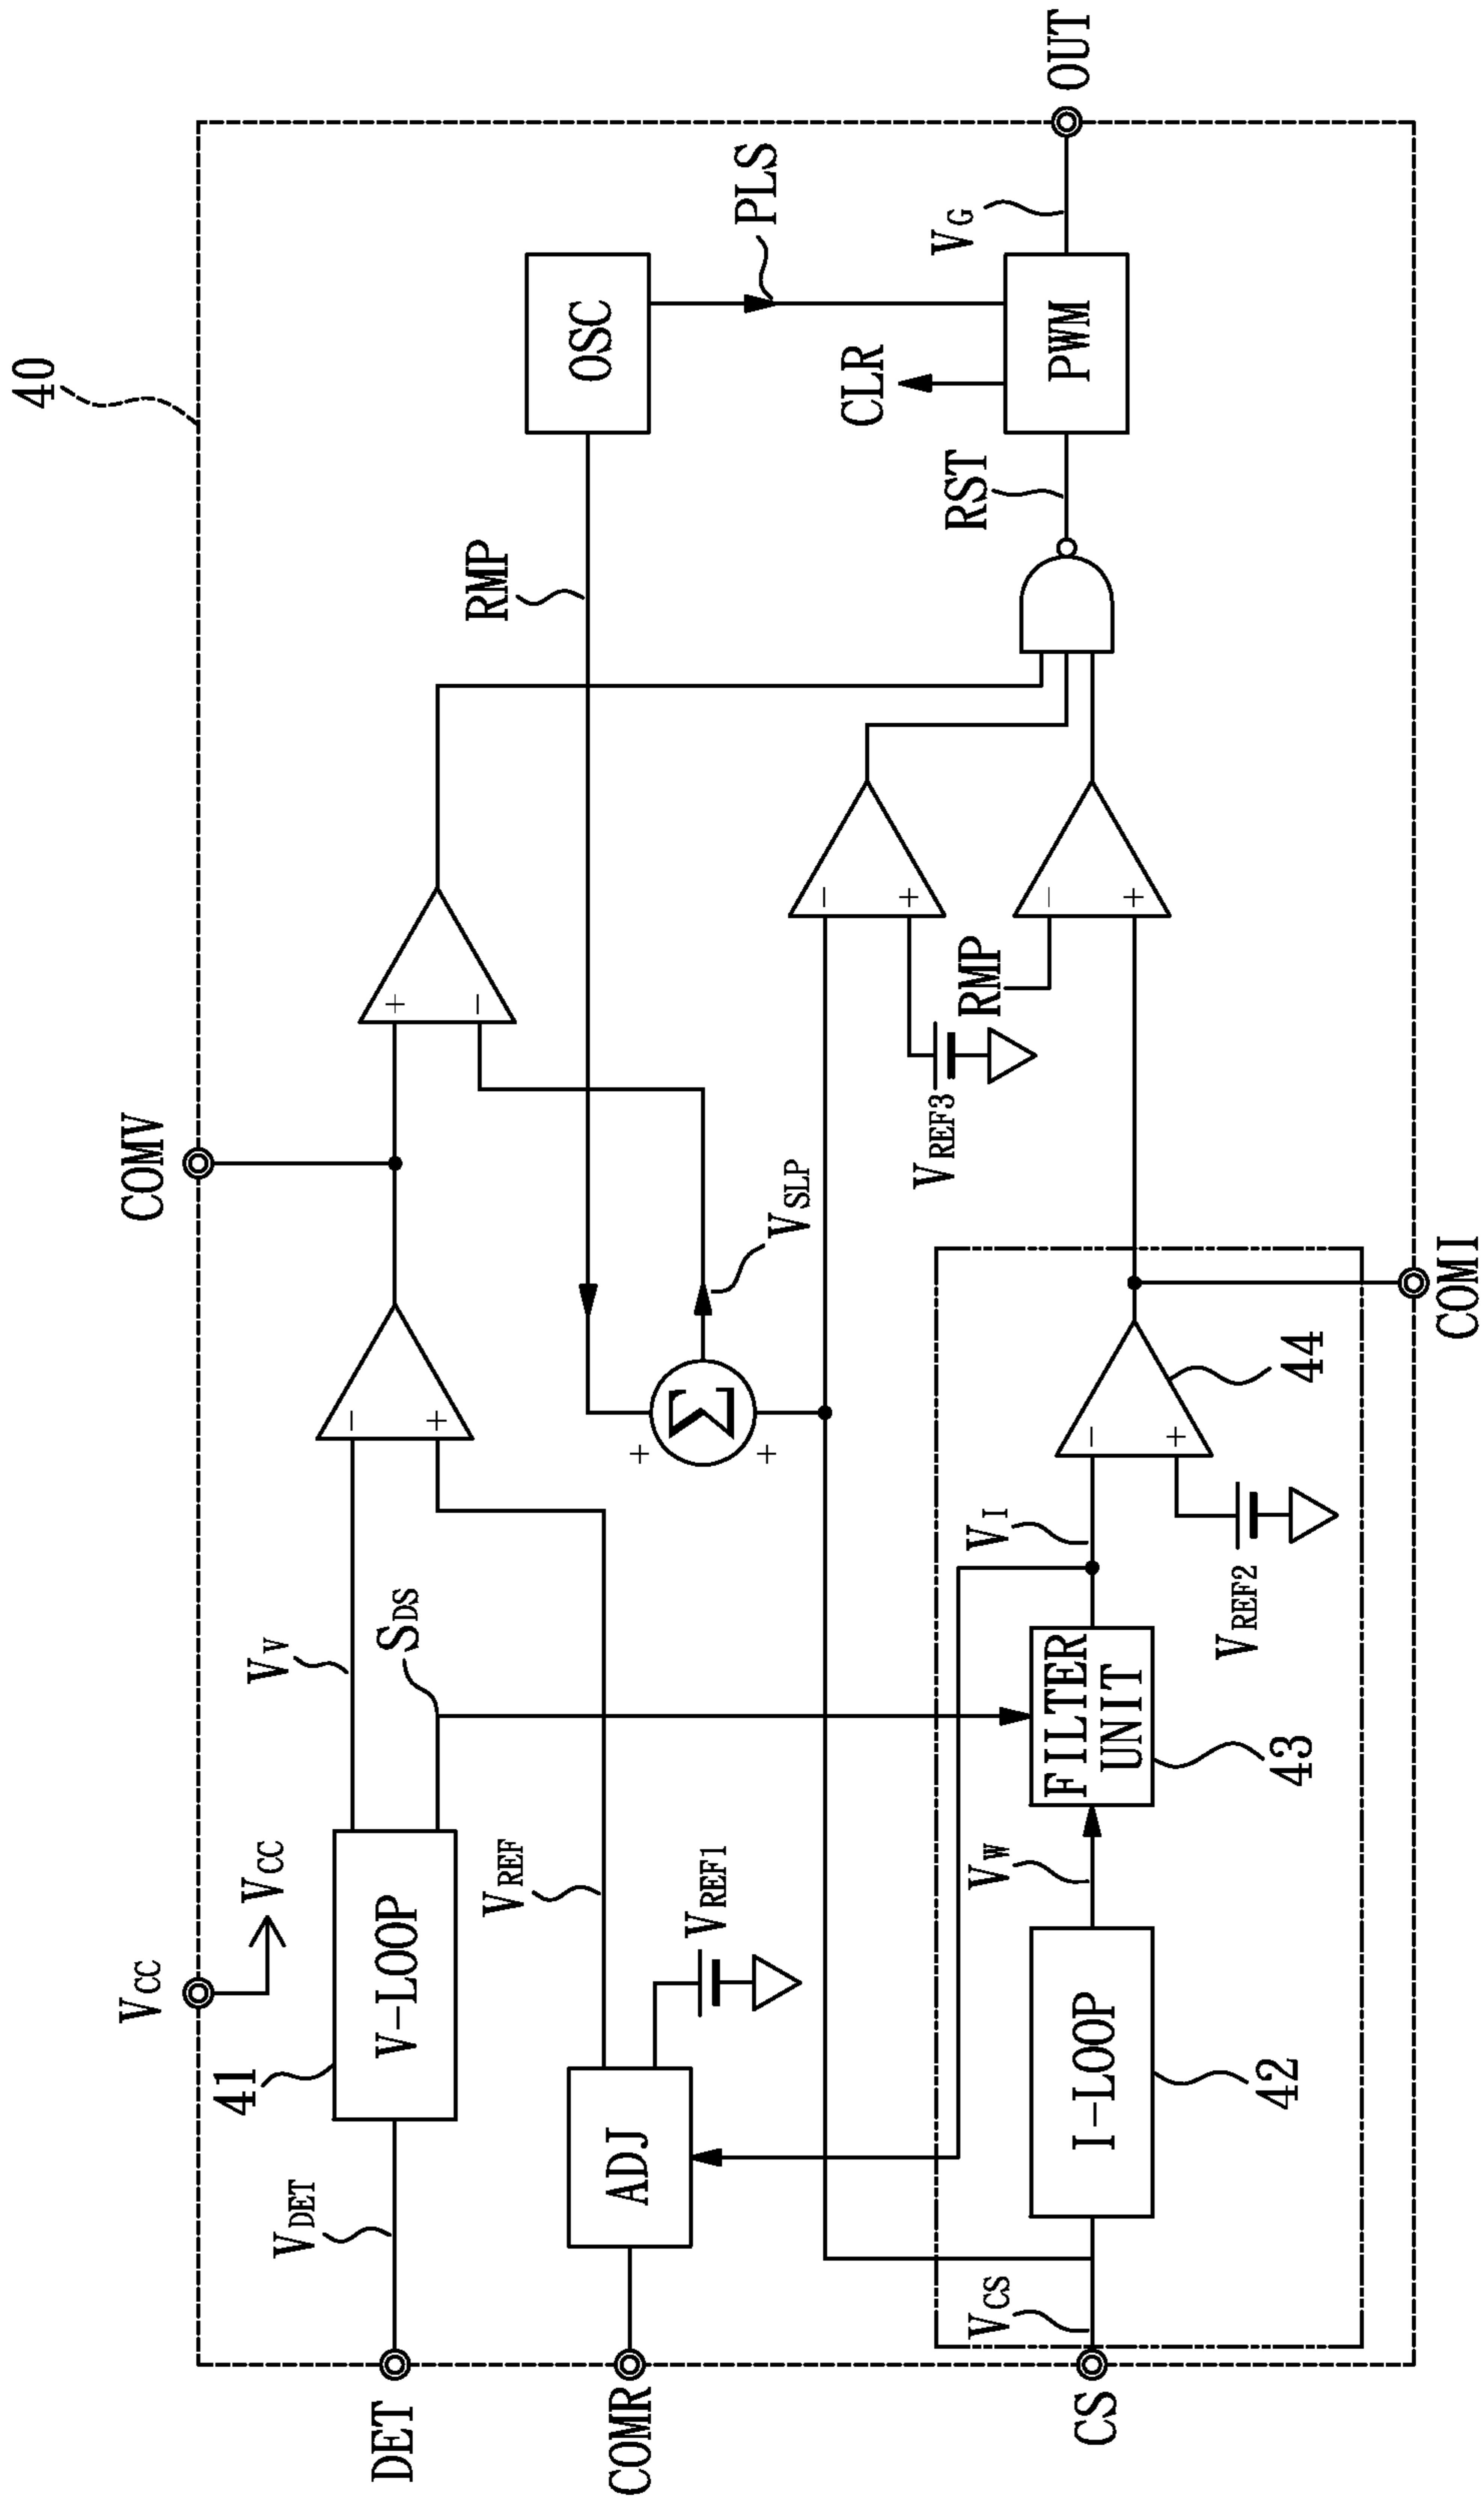 40
COMV
VCC
VCC
41
V-LOOP
VDET
DET
VV
SDS
+
−
−
+
RMP
OSC
PLS
VREF
ADJ
VREF1
COMR
+
Σ
+
VSLP
−
+
VREF3
CLR
RMP
−
+
RST
PWM
VG
OUT
VCS
CS
I-LOOP
42
VW
FILTER
UNIT
43
VI
−
+
VREF2
44
COMI